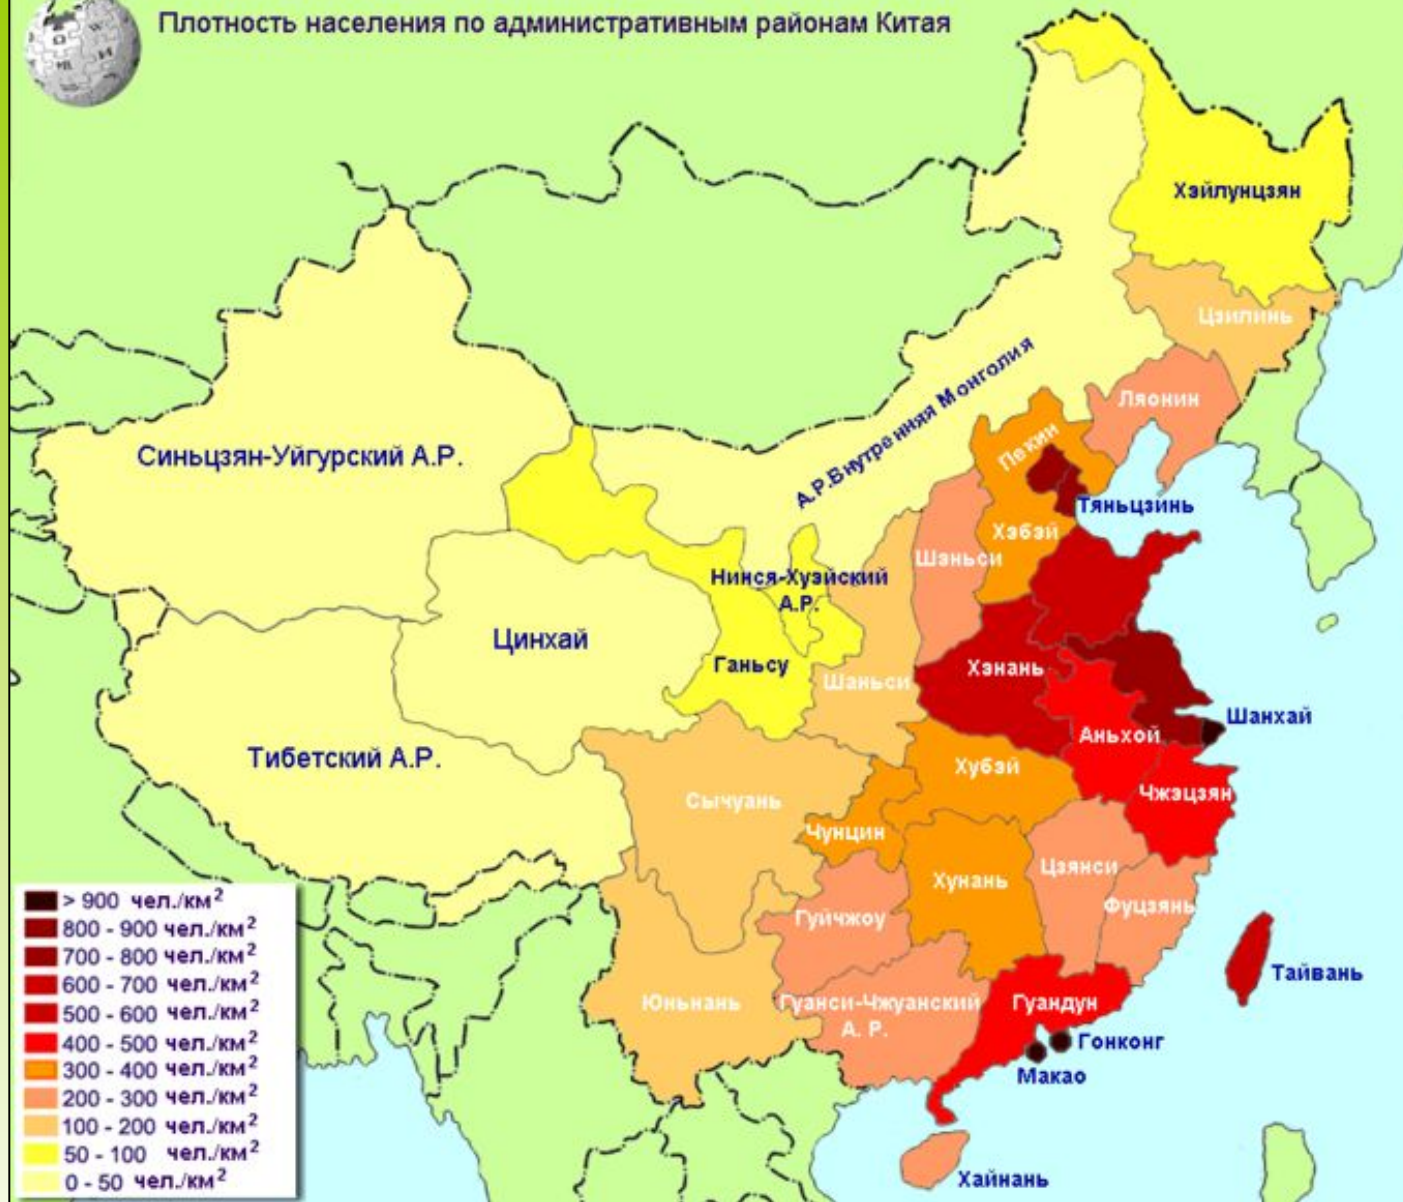 Плотность населения по административным районам Китая
Хэйлунцзян
Цзилинь
А.Р.Внутренняя Монголия
Ляонин
Синьцзян-Уйгурский А.Р.
Пекин
Тяньцзинь
Хэбэй
Шэньси
Нинся-Хуэйский
А.Р.
Цинхай
Ганьсу
Хэнань
Шаньси
Шанхай
Аньхой
Тибетский А.Р.
Хубэй
Чжэцзян
Сычуань
Чунцин
Цзянси
Хунань
Фуцзянь
Гуйчжоу
Тайвань
Юньнань
Гуанси-Чжуанский
А. Р.
Гуандун
Гонконг
Макао
Хайнань
> 900 чел./км²
800 - 900 чел./км²
700 - 800 чел./км²
600 - 700 чел./км²
500 - 600 чел./км²
400 - 500 чел./км²
300 - 400 чел./км²
200 - 300 чел./км²
100 - 200 чел./км²
50 - 100 чел./км²
0 - 50 чел./км²